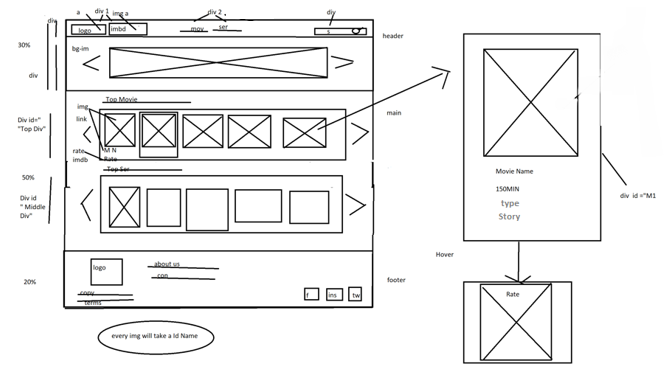 a
div 1
img a
div 2
div
div
logo
imbd
mov
ser
s
header
30%
bg-im
div
Top Movie
img
link
main
Div id="
"Top Div"
rate
imdb
M N
Rate
Top Ser
50%
Div id
" Middle
Div"
20%
logo
about us
con
copy
terms
f
ins
tw
footer
every img will take a Id Name
Movie Name
150MIN
type
Story
div id ="M1
Hover
Rate